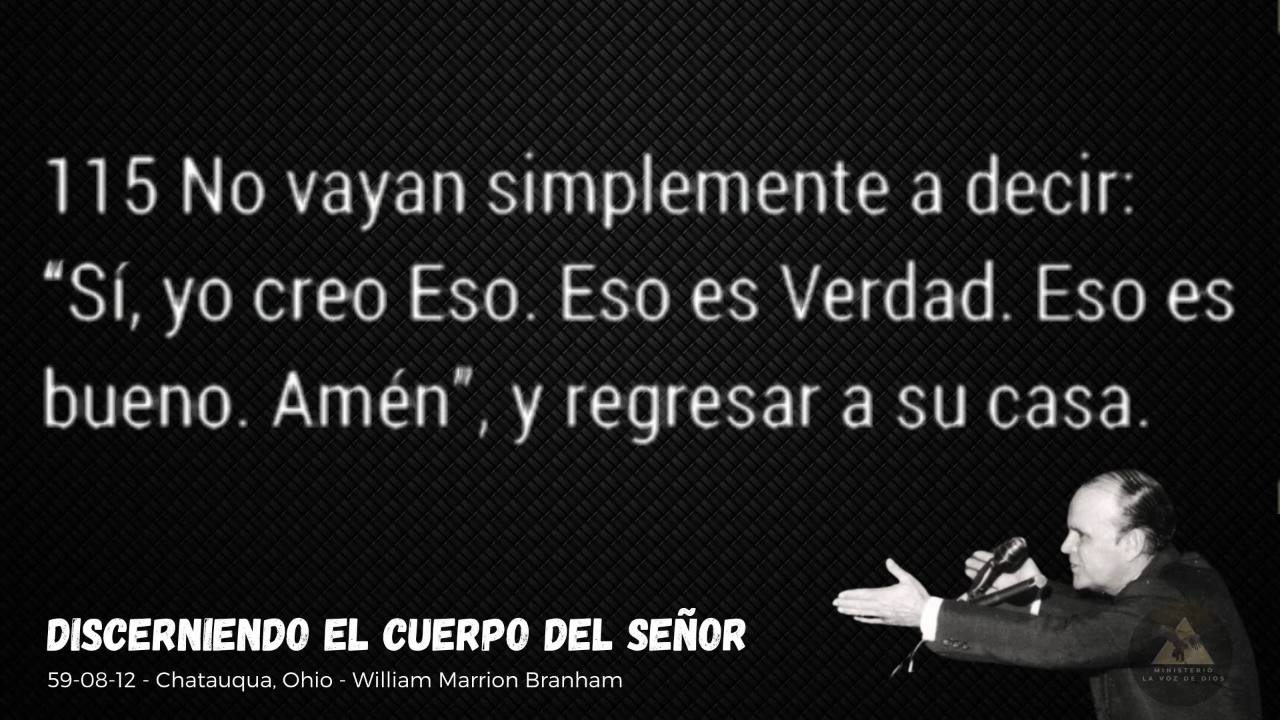 115 No vayan simplemente a decir:
“Sí, yo creo Eso. Eso es Verdad. Eso es
bueno. Amén”, y regresar a su casa.
DISCERNIENDO EL CUERPO DEL SEÑOR
59-08-12 - Chatauqua, Ohio - William Marrion Branham
MINISTERIO
LA VOZ DE DIOS